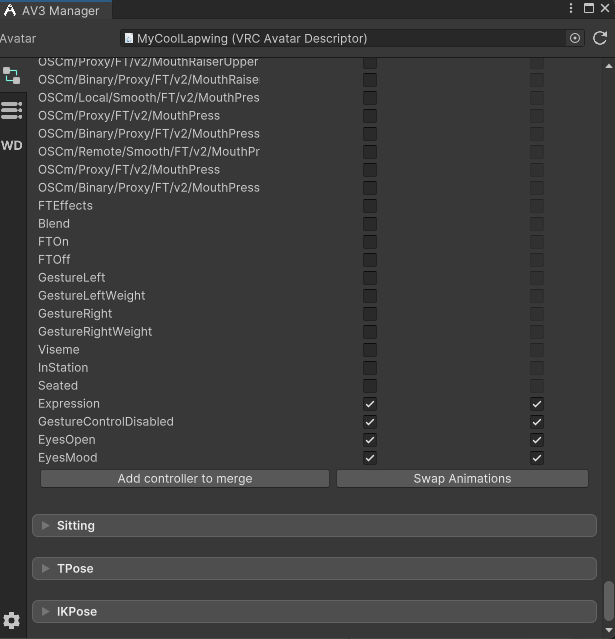 AV3 Manager
Avatar
MyCoolLapwing (VRC Avatar Descriptor)
OSCm/Proxy/FT/v2/MouthRaiserUpper
OSCm/Binary/Proxy/FT/v2/MouthRaise
OSCm/Local/Smooth/FT/v2/MouthPres
OSCm/Proxy/FT/v2/MouthPress
OSCm/Binary/Proxy/FT/v2/MouthPress
OSCm/Remote/Smooth/FT/v2/MouthPr
OSCm/Proxy/FT/v2/MouthPress
OSCm/Binary/Proxy/FT/v2/MouthPress
WD
FTEffects
Blend
FTOn
FTOff
GestureLeft
GestureLeftWeight
GestureRight
GestureRightWeight
Viseme
InStation
Seated
Expression
GestureControlDisabled
EyesOpen
EyesMood
Add controller to merge
Swap Animations
Sitting
TPose
IKPose